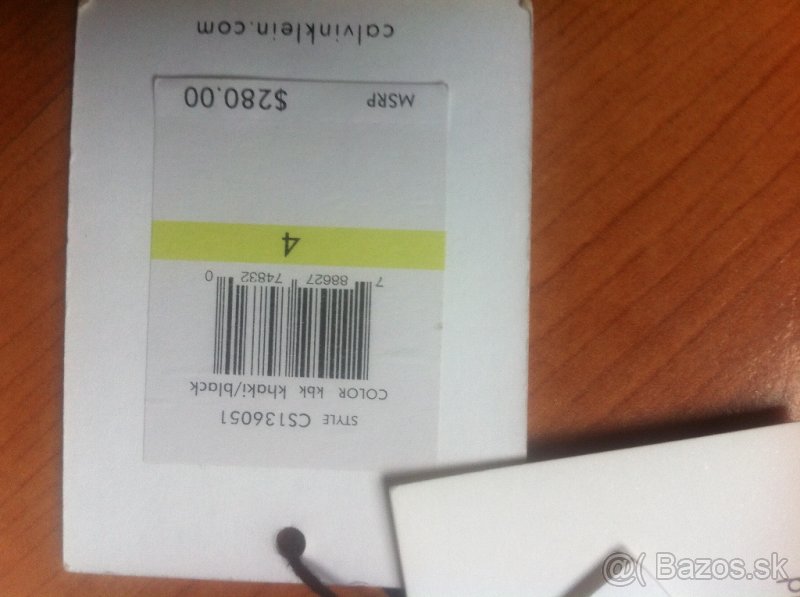 STYLE CS136051
COLOR kbk khaki/black
7 88627 74832 0
4
MSRP $280.00
calvinklein.com
@( Bazos.sk